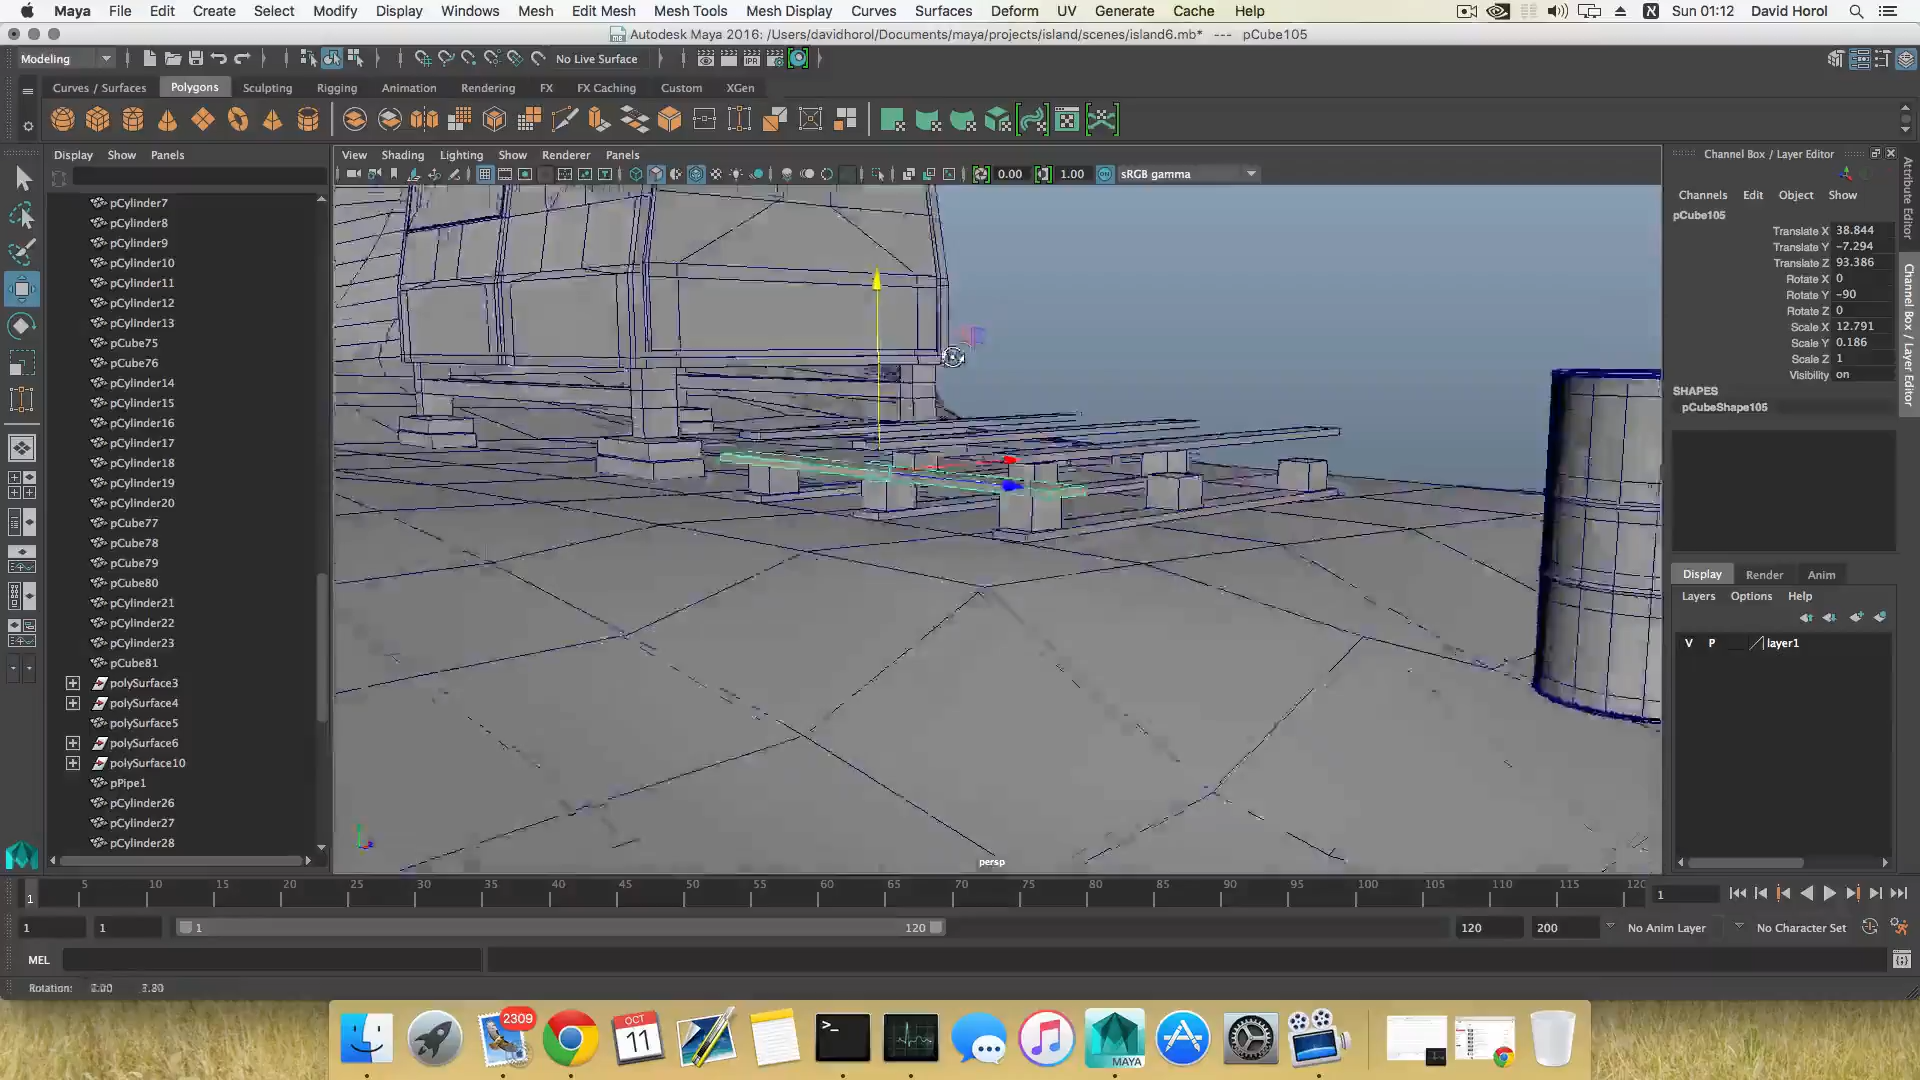 Maya File Edit Create Select Modify Display Windows Mesh Edit Mesh Mesh Tools Mesh Display Curves Surfaces Deform UV Generate Cache Help א Sun 01:12 David Horol
Autodesk Maya 2016: /Users/davidhorol/Documents/maya/projects/island/scenes/island6.mb* --- pCube105
Modeling No Live Surface IPR
Curves / Surfaces Polygons Sculpting Rigging Animation Rendering FX FX Caching Custom XGen
Display Show Panels
View Shading Lighting Show Renderer Panels
0.00 1.00 sRGB gamma
pCylinder7
pCylinder8
pCylinder9
pCylinder10
pCylinder11
pCylinder12
pCylinder13
pCube75
pCube76
pCylinder14
pCylinder15
pCylinder16
pCylinder17
pCylinder18
pCylinder19
pCylinder20
pCube77
pCube78
pCube79
pCube80
pCylinder21
pCylinder22
pCylinder23
pCube81
polySurface3
polySurface4
polySurface5
polySurface6
polySurface10
pPipe1
pCylinder26
pCylinder27
pCylinder28
persp
Channel Box / Layer Editor
Channels Edit Object Show
pCube105
Translate X 38.844
Translate Y -7.294
Translate Z 93.386
Rotate X 0
Rotate Y -90
Rotate Z 0
Scale X 12.791
Scale Y 0.186
Scale Z 1
Visibility on
SHAPES
pCubeShape105
Attribute Editor
Channel Box / Layer Editor
Display Render Anim
Layers Options Help
V P layer1
1 5 10 15 20 25 30 35 40 45 50 55 60 65 70 75 80 85 90 95 100 105 110 115 120 1
1 1 1 120 120 200 No Anim Layer No Character Set
MEL
Rotation:
2309
OCT
11
MAYA